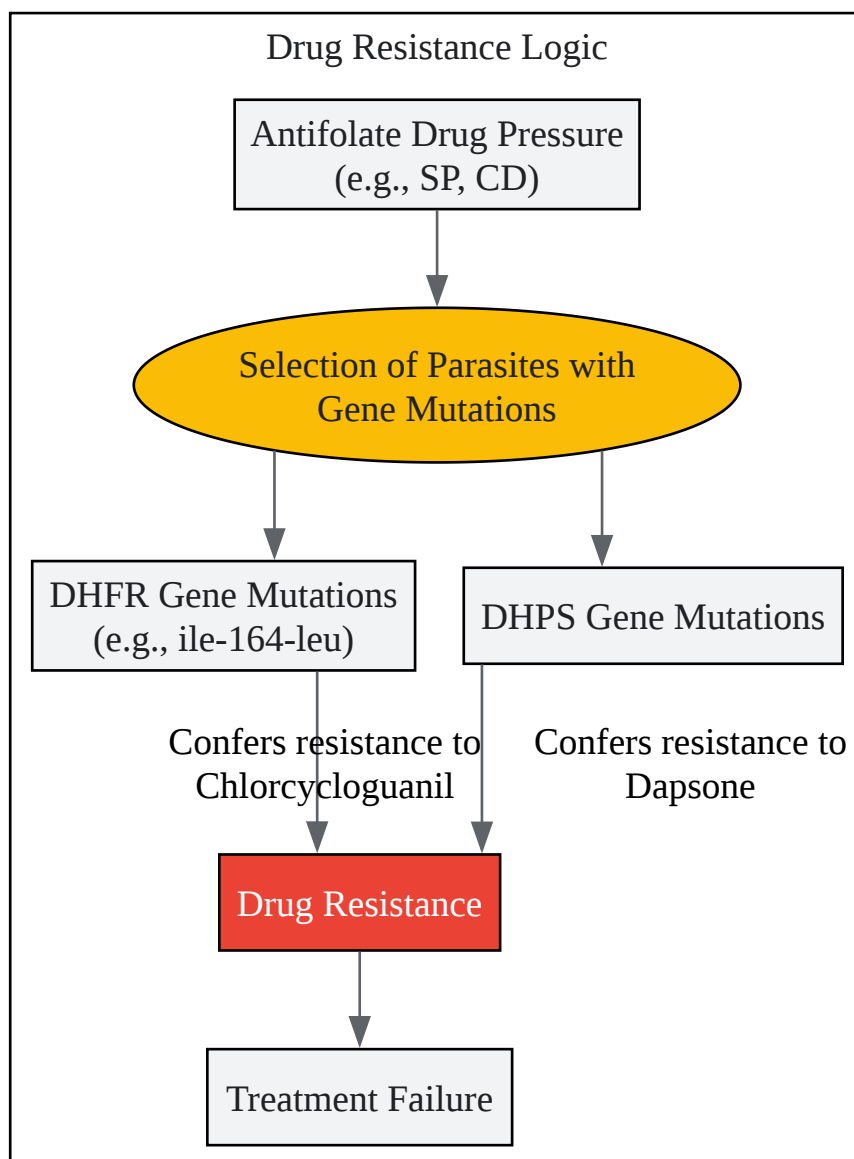 Drug Resistance Logic
Antifolate Drug Pressure
(e.g., SP, CD)
Selection of Parasites with
Gene Mutations
DHFR Gene Mutations
(e.g., ile-164-leu)
DHPS Gene Mutations
Confers resistance to
Chlorcycloguanil
Confers resistance to
Dapsone
Drug Resistance
Treatment Failure